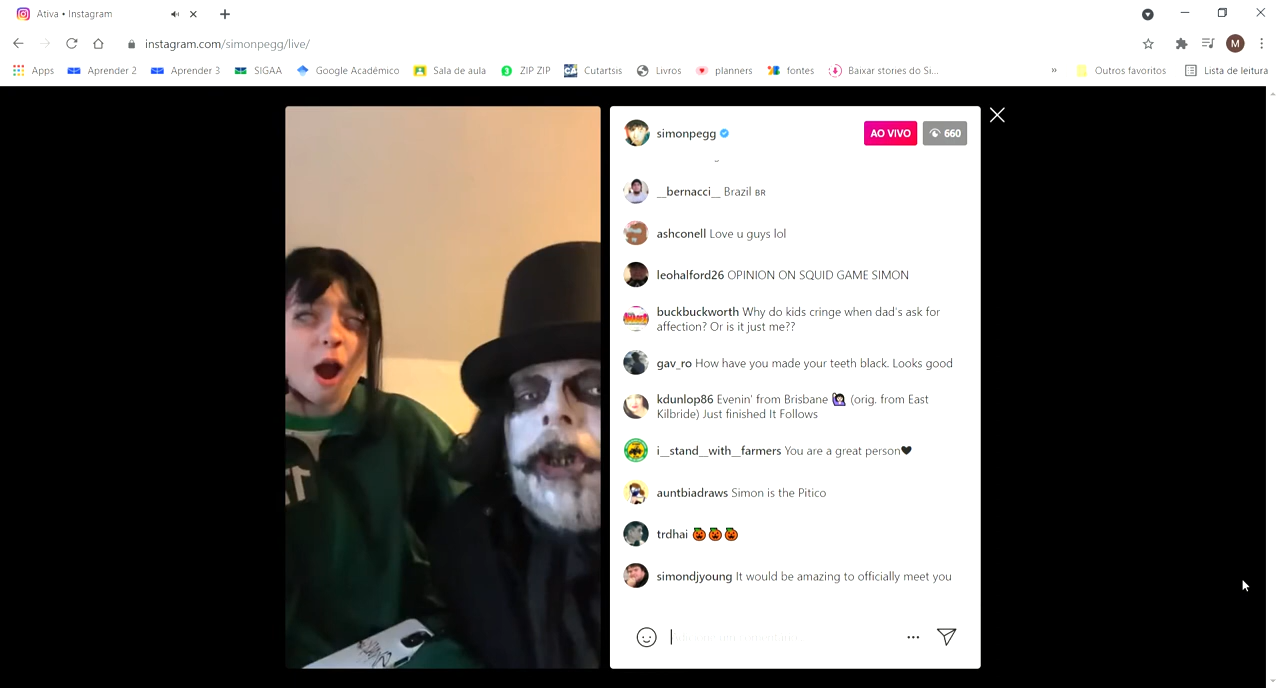 Ativa • Instagram
instagram.com/simonpegg/live/
M
Apps
Aprender 2
Aprender 3
SIGAA
Google Acadêmico
Sala de aula
ZIP ZIP
Cutartsis
Livros
planners
fontes
Baixar stories do Si...
»
Outros favoritos
Lista de leitura
simonpegg
AO VIVO
660
__bernacci__ Brazil BR
ashconell Love u guys lol
leohalford26 OPINION ON SQUID GAME SIMON
buckbuckworth Why do kids cringe when dad's ask for
affection? Or is it just me??
gav_ro How have you made your teeth black. Looks good
kdunlop86 Evenin' from Brisbane 🙋🏻‍♀️ (orig. from East
Kilbride) Just finished It Follows
i__stand__with__farmers You are a great person🖤
auntbiadraws Simon is the Pitico
trdhai 🎃🎃🎃
simondjyoung It would be amazing to officially meet you